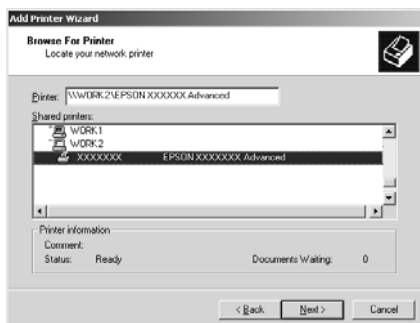 Add Printer Wizard
Browse For Printer
Locate your network printer
Printer: \\WORK2\EPSON XXXXXX Advanced
Shared printers:
WORK1
WORK2
XXXXXXX EPSON XXXXXXX Advanced
Printer information
Comment:
Status: Ready Documents Waiting: 0
< Back Next > Cancel